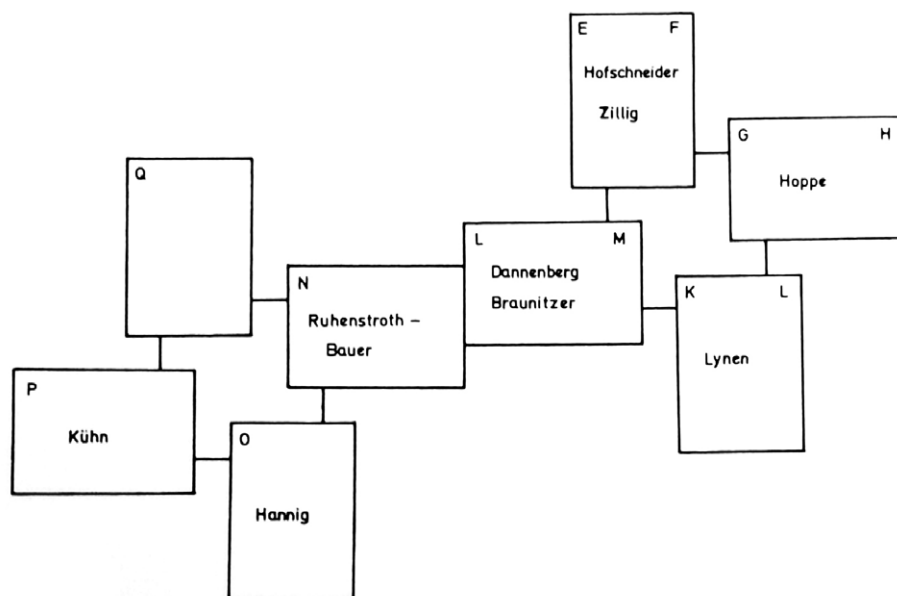 E F
Hofschneider
Zillig
G H
Hoppe
Q
L M
Dannenberg
Braunitzer
N
Ruhenstroth –
Bauer
K L
Lynen
P
Kühn
O
Hannig